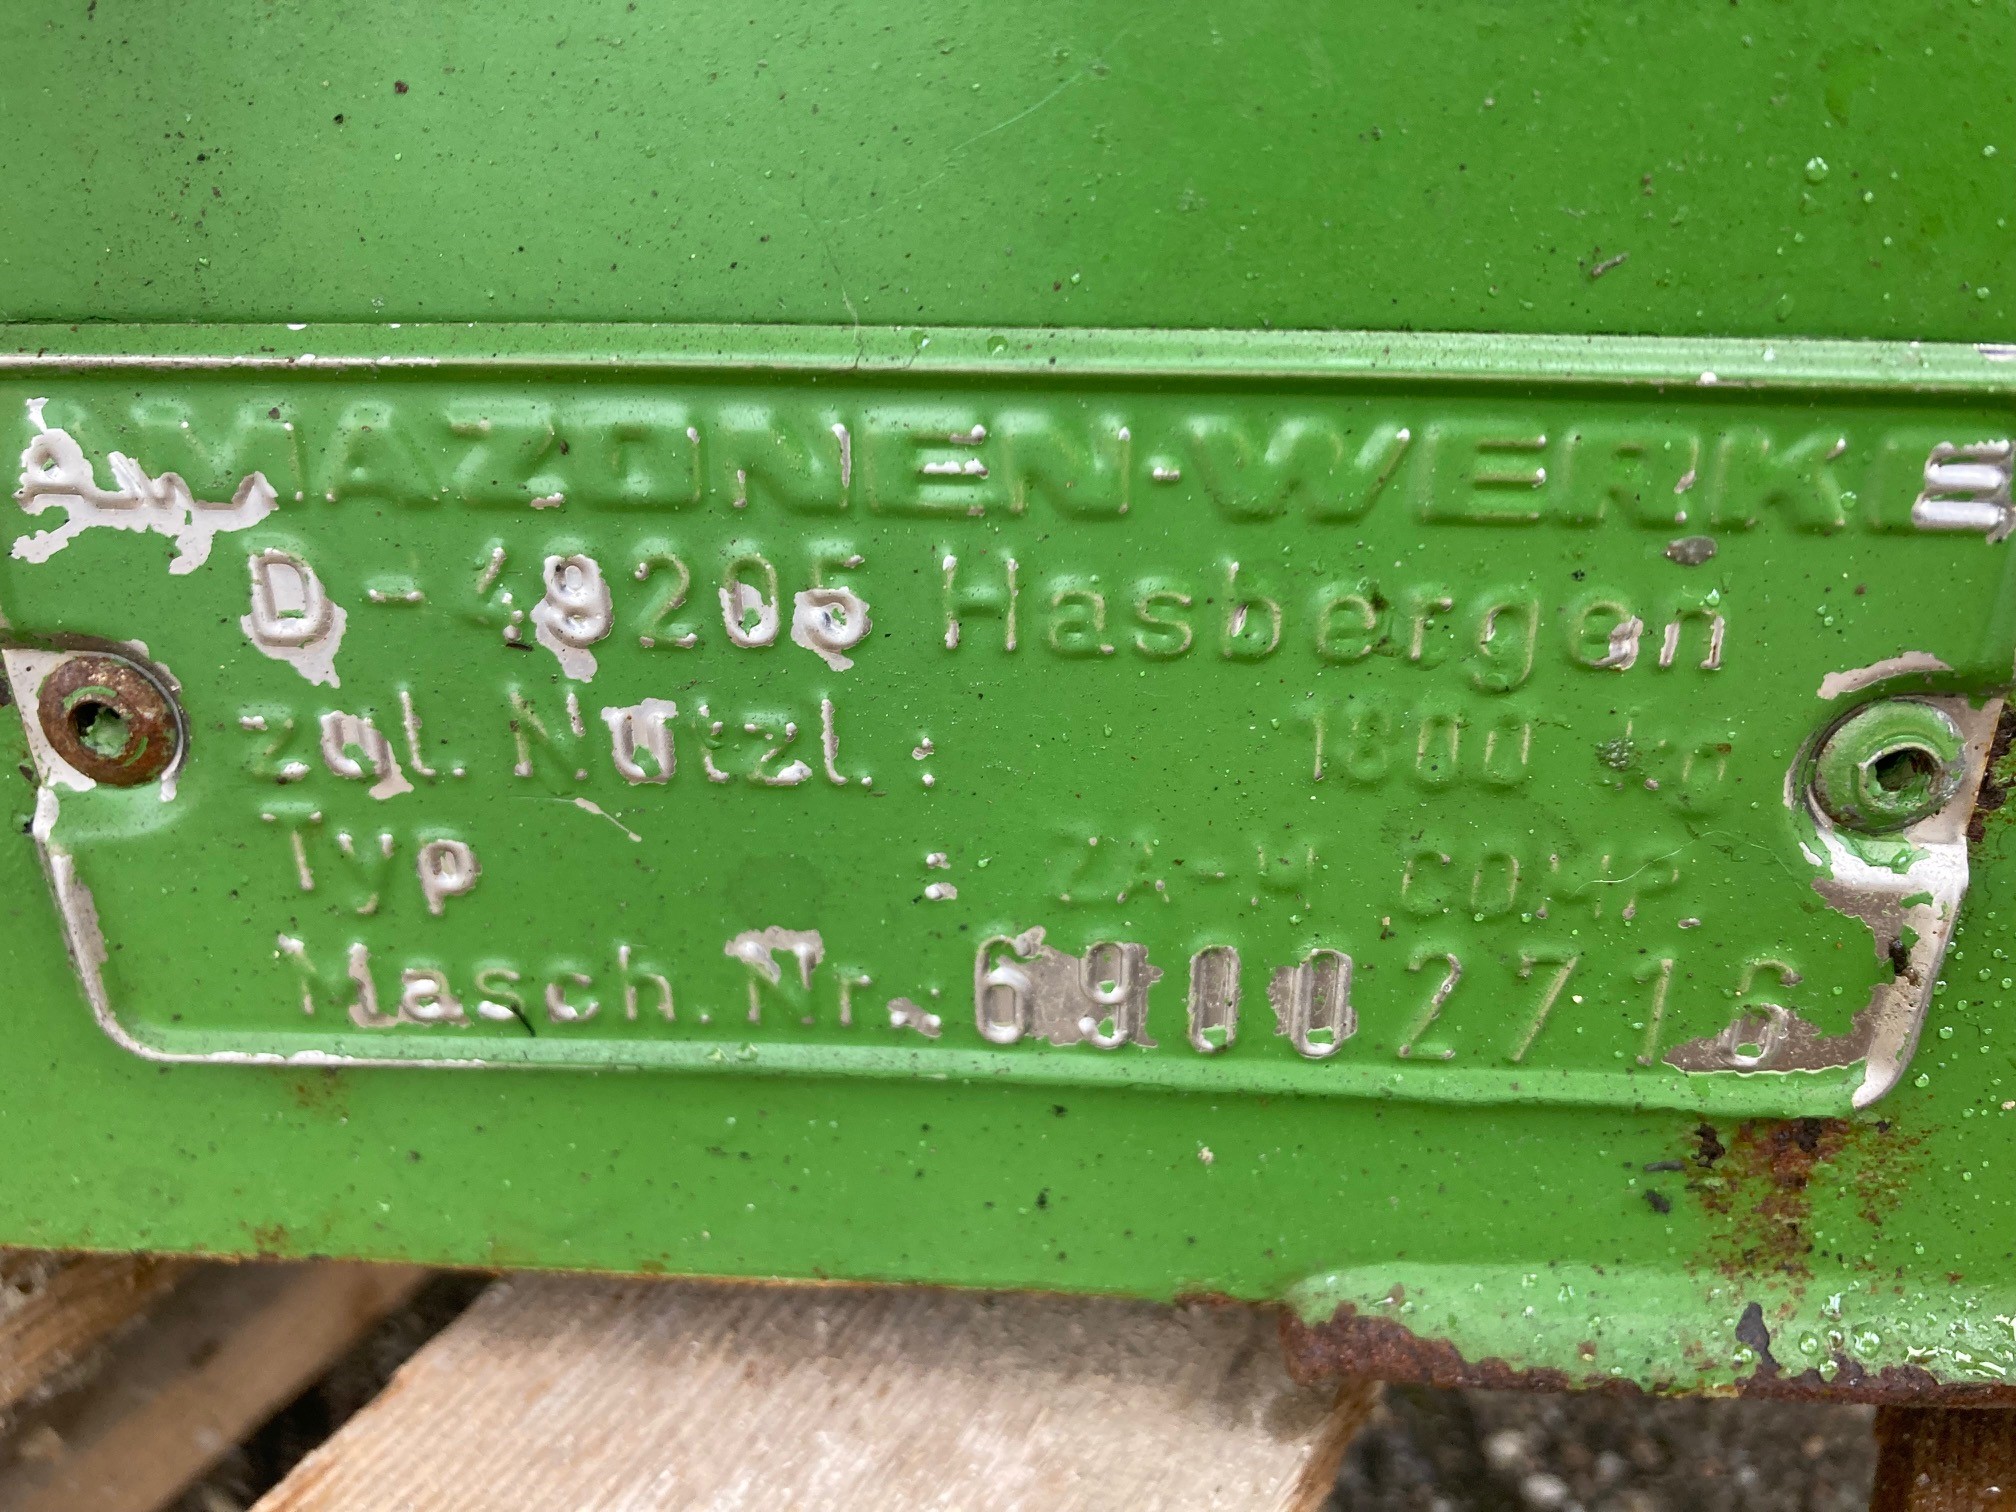 AMAZONEN-WERKE
D-49205 Hasbergen
zul. Nutzl. : 1800 kg
Typ : ZA-M COMP.
Masch.Nr.: 69002716